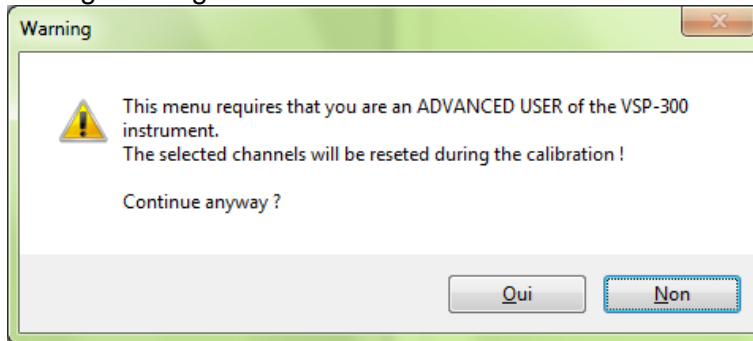 Warning
This menu requires that you are an ADVANCED USER of the VSP-300
instrument.
The selected channels will be reseted during the calibration !
Continue anyway ?
Oui
Non